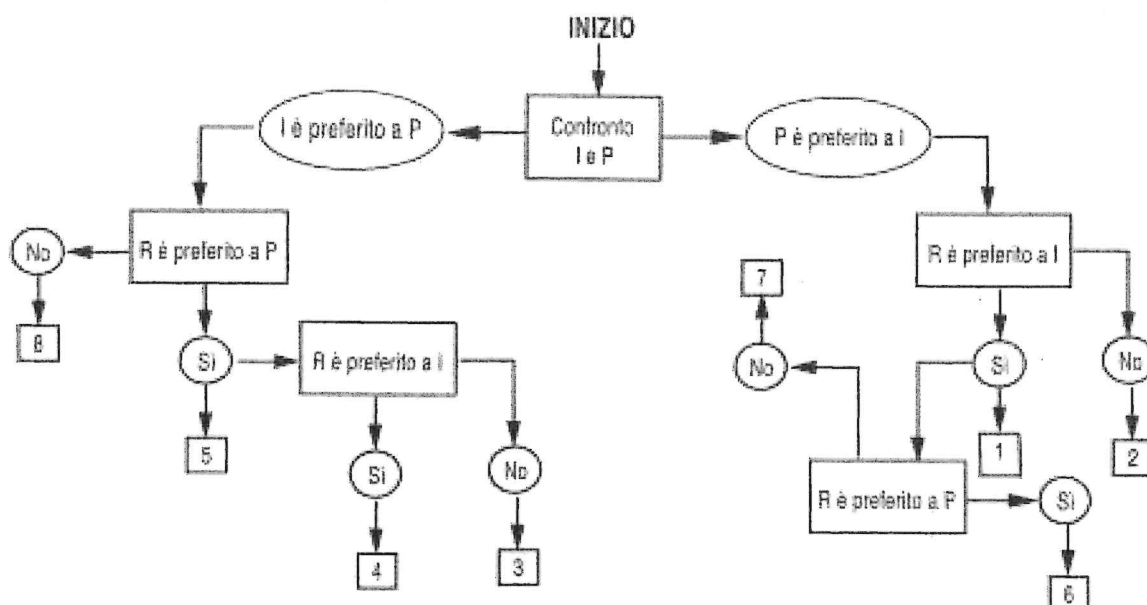 INIZIO
I è preferito a P
Confronto
I e P
P è preferito a I
No
R è preferito a P
R è preferito a I
7
8
Sì
R è preferito a I
No
Sì
No
5
1
2
Sì
No
R è preferito a P
Sì
4
3
6